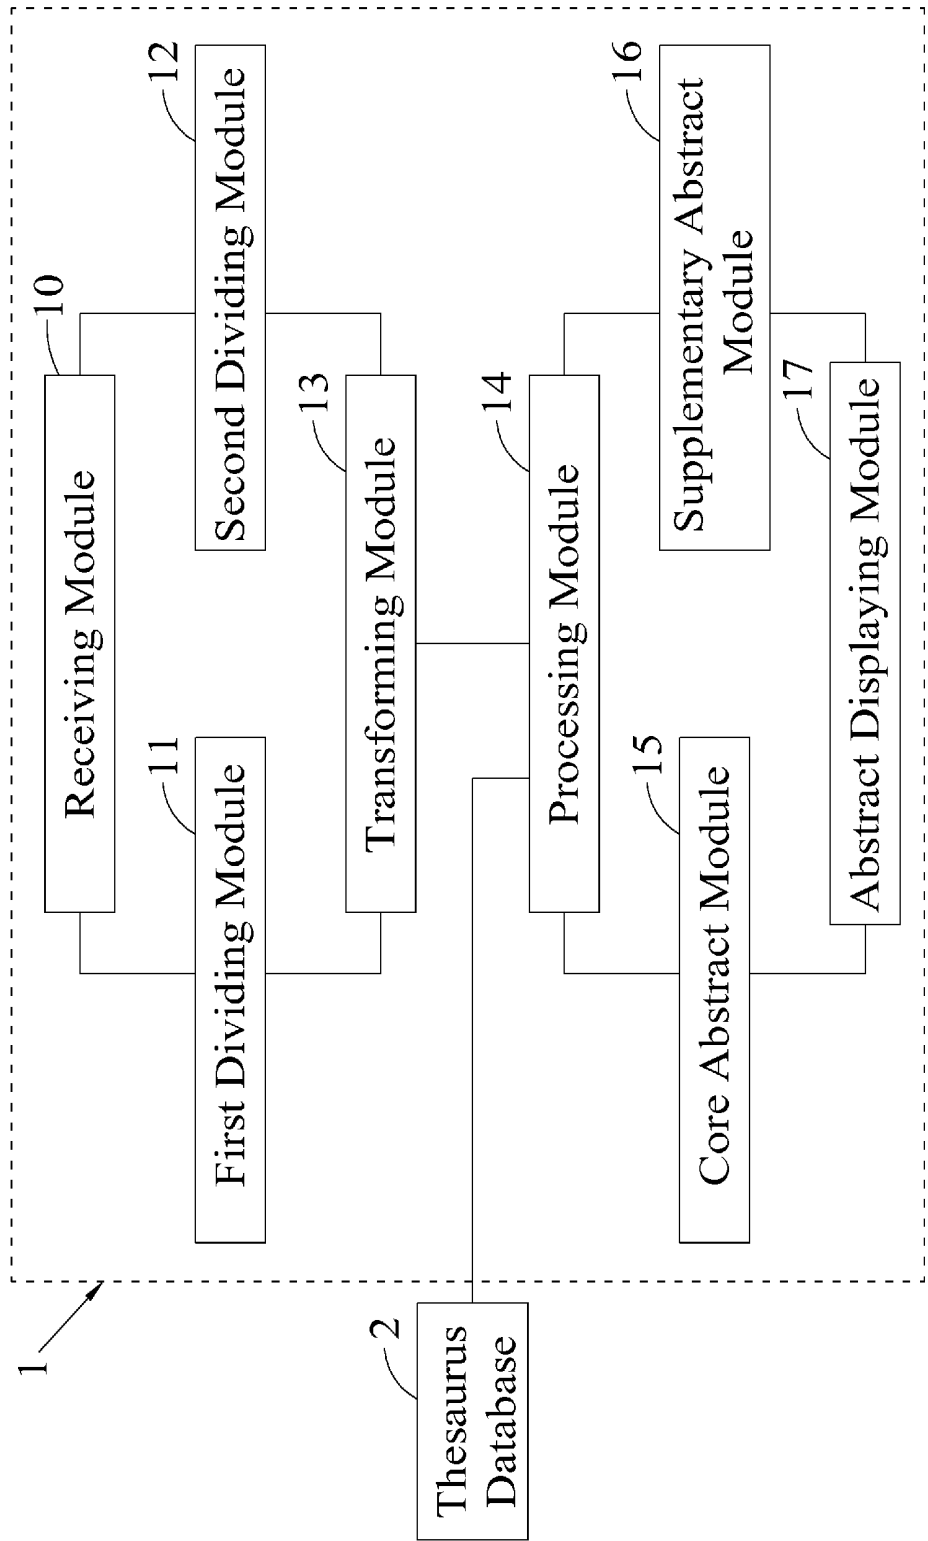 1
10
Receiving Module
11
First Dividing Module
12
Second Dividing Module
13
Transforming Module
2
Thesaurus
Database
14
Processing Module
15
Core Abstract Module
16
Supplementary Abstract
Module
17
Abstract Displaying Module